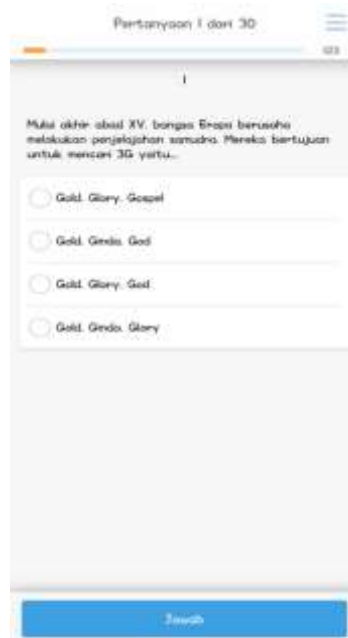 Pertanyaan 1 dari 30
1
Mulai akhir abad XV, bangsa Eropa berusaha
melakukan penjelajahan samudra. Mereka bertujuan
untuk mencari 3G yaitu...
Gold, Glory, Gospel
Gold, Ginda, God
Gold, Glory, God
Gold, Ginda, Glory
Jawab